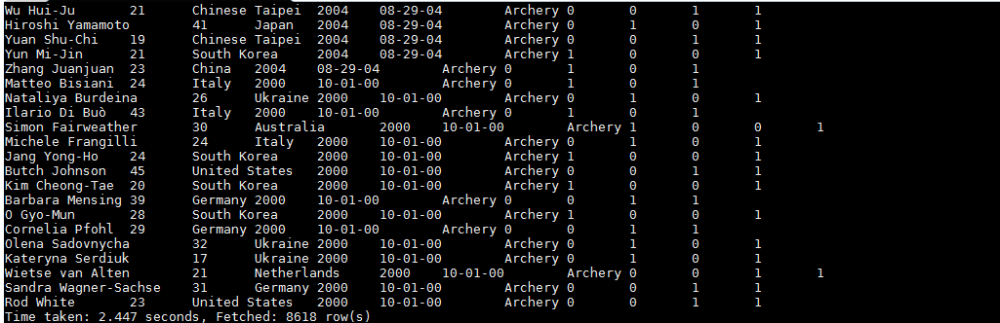 Wu Hui-Ju 21 Chinese Taipei 2004 08-29-04 Archery 0 0 1 1
Hiroshi Yamamoto 41 Japan 2004 08-29-04 Archery 0 1 0 1
Yuan Shu-Chi 19 Chinese Taipei 2004 08-29-04 Archery 0 0 1 1
Yun Mi-Jin 21 South Korea 2004 08-29-04 Archery 1 0 0 1
Zhang Juanjuan 23 China 2004 08-29-04 Archery 0 1 0 1
Matteo Bisiani 24 Italy 2000 10-01-00 Archery 0 1 0 1
Nataliya Burdeina 26 Ukraine 2000 10-01-00 Archery 0 1 0 1
Ilario Di Buò 43 Italy 2000 10-01-00 Archery 0 1 0 1
Simon Fairweather 30 Australia 2000 10-01-00 Archery 1 0 0 1
Michele Frangilli 24 Italy 2000 10-01-00 Archery 0 1 0 1
Jang Yong-Ho 24 South Korea 2000 10-01-00 Archery 1 0 0 1
Butch Johnson 45 United States 2000 10-01-00 Archery 0 0 1 1
Kim Cheong-Tae 20 South Korea 2000 10-01-00 Archery 1 0 0 1
Barbara Mensing 39 Germany 2000 10-01-00 Archery 0 0 1 1
O Gyo-Mun 28 South Korea 2000 10-01-00 Archery 1 0 0 1
Cornelia Pfohl 29 Germany 2000 10-01-00 Archery 0 0 1 1
Olena Sadovnycha 32 Ukraine 2000 10-01-00 Archery 0 1 0 1
Kateryna Serdiuk 17 Ukraine 2000 10-01-00 Archery 0 1 0 1
Wietse van Alten 21 Netherlands 2000 10-01-00 Archery 0 0 1 1
Sandra Wagner-Sachse 31 Germany 2000 10-01-00 Archery 0 0 1 1
Rod White 23 United States 2000 10-01-00 Archery 0 0 1 1
Time taken: 2.447 seconds, Fetched: 8618 row(s)